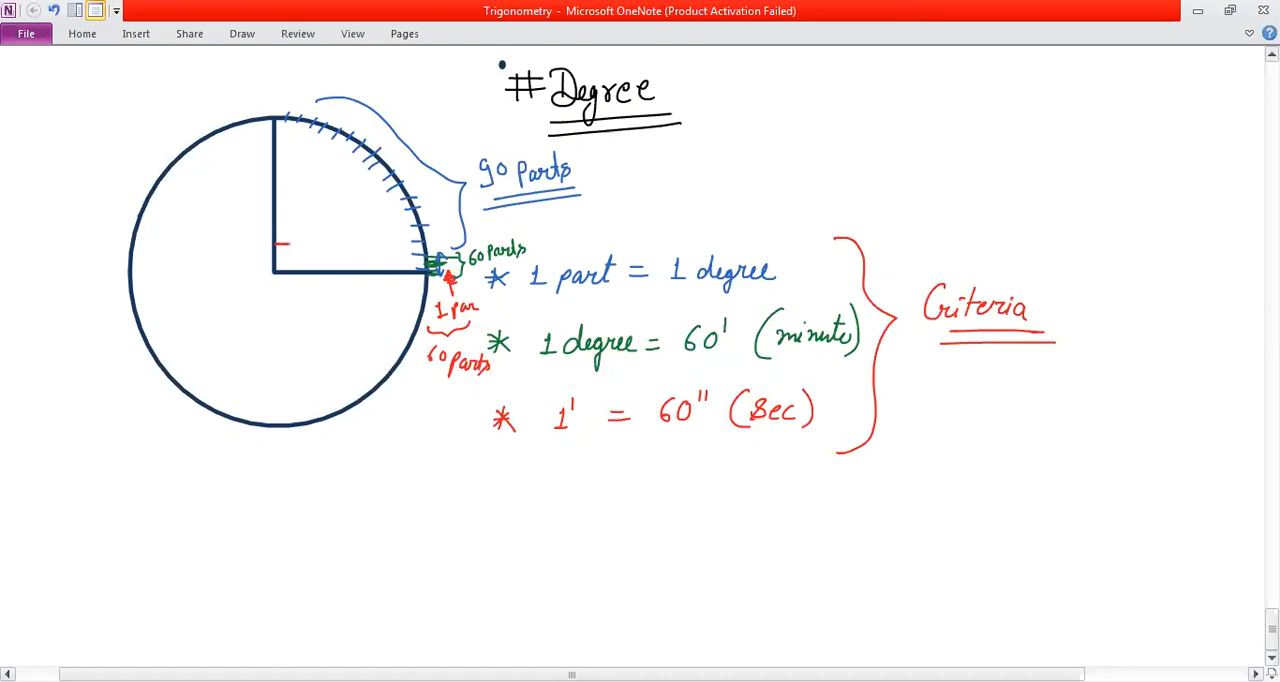 Trigonometry - Microsoft OneNote (Product Activation Failed)
File Home Insert Share Draw Review View Pages
# Degree
90 parts
60 parts
* 1 part = 1 degree
1 par
60 parts
* 1 degree = 60' (minute)
* 1' = 60" (Sec)
Criteria